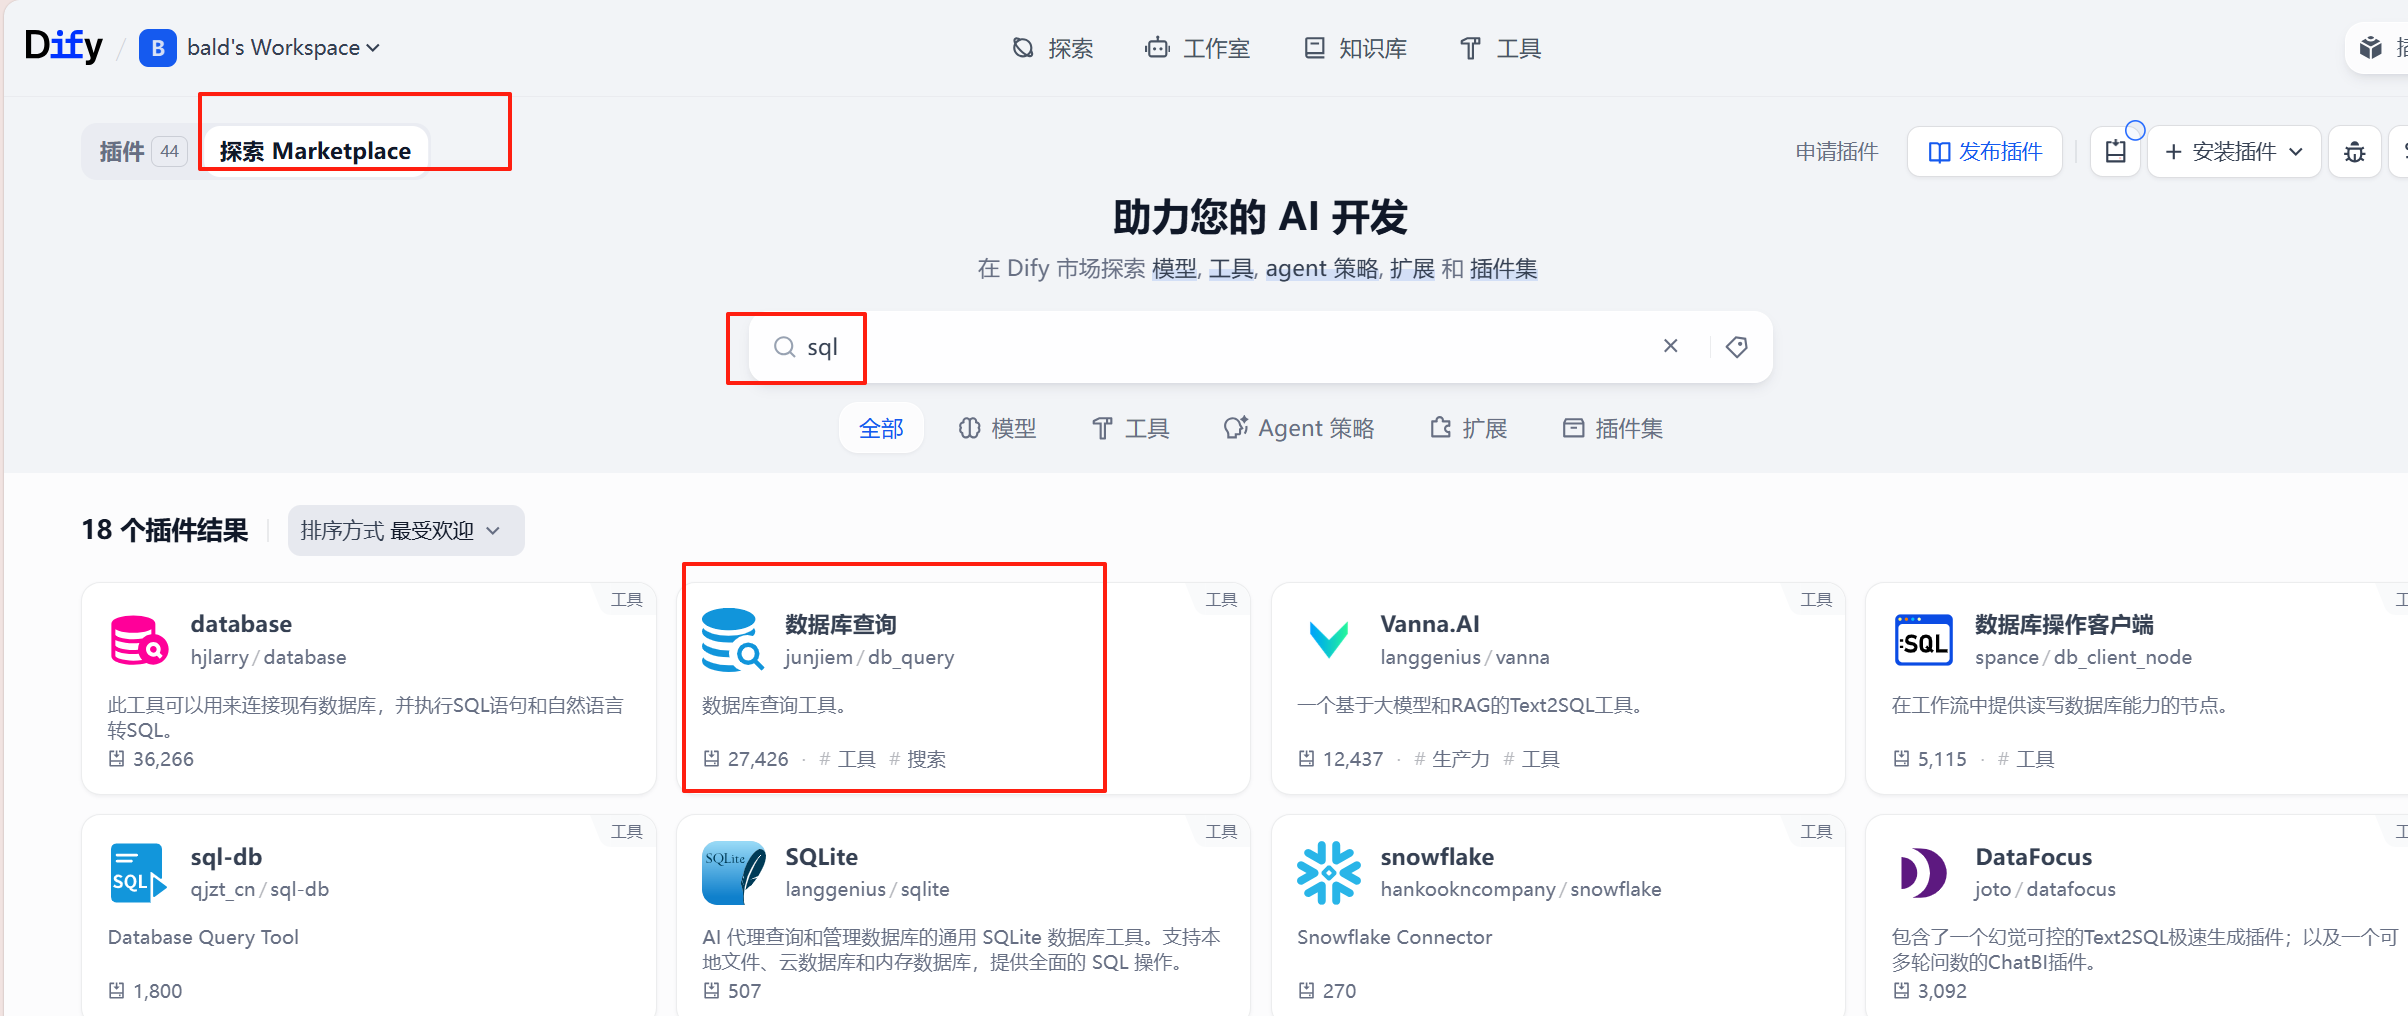 Dify / B bald's Workspace
探索 工作室 知识库 工具
插件 44 探索 Marketplace
申请插件 发布插件 + 安装插件
助力您的 AI 开发
在 Dify 市场探索 模型, 工具, agent 策略, 扩展 和 插件集
sql
全部 模型 工具 Agent 策略 扩展 插件集
18 个插件结果 排序方式 最受欢迎
工具
database
hjlarry / database
此工具可以用来连接现有数据库，并执行SQL语句和自然语言
转SQL。
36,266
工具
数据库查询
junjiem / db_query
数据库查询工具。
27,426 · # 工具 # 搜索
工具
Vanna.AI
langgenius / vanna
一个基于大模型和RAG的Text2SQL工具。
12,437 · # 生产力 # 工具
:SQL
数据库操作客户端
spance / db_client_node
在工作流中提供读写数据库能力的节点。
5,115 · # 工具
工具
SQL
sql-db
qjzt_cn / sql-db
Database Query Tool
1,800
工具
SQLite
SQLite
langgenius / sqlite
AI 代理查询和管理数据库的通用 SQLite 数据库工具。支持本
地文件、云数据库和内存数据库，提供全面的 SQL 操作。
507
工具
snowflake
hankookncompany / snowflake
Snowflake Connector
270
DataFocus
joto / datafocus
包含了一个幻觉可控的Text2SQL极速生成插件；以及一个可
多轮问数的ChatBI插件。
3,092